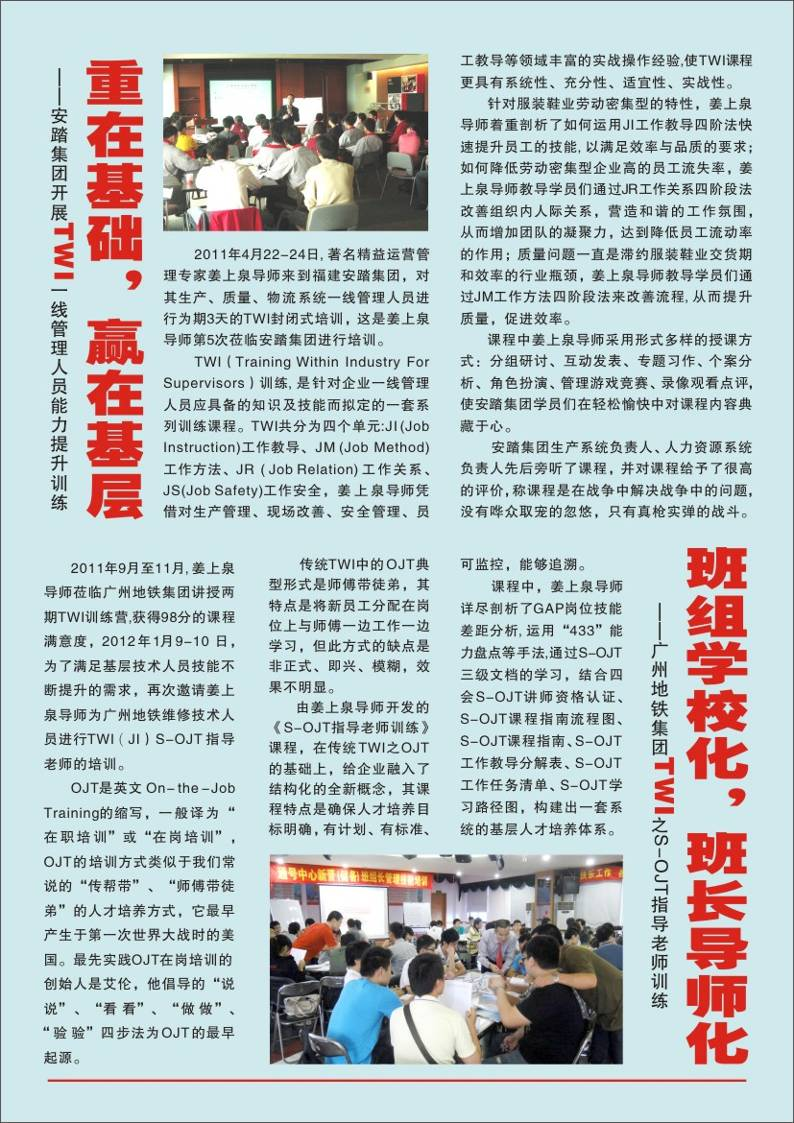 重在基础，赢在基层
——安踏集团开展TWI一线管理人员能力提升训练
2011年4月22-24日, 著名精益运营管
理专家姜上泉导师来到福建安踏集团，对
其生产、质量、物流系统一线管理人员进
行为期3天的TWI封闭式培训，这是姜上泉
导师第5次莅临安踏集团进行培训。
TWI（Training Within Industry For
Supervisors）训练, 是针对企业一线管理
人员应具备的知识及技能而拟定的一套系
列训练课程。TWI共分为四个单元:JI(Job
Instruction)工作教导、JM (Job Method)
工作方法、JR（Job Relation) 工作关系、
JS(Job Safety)工作安全，姜上泉导师凭
借对生产管理、现场改善、安全管理、员
工教导等领域丰富的实战操作经验,使TWI课程
更具有系统性、充分性、适宜性、实战性。
针对服装鞋业劳动密集型的特性，姜上泉
导师着重剖析了如何运用JI工作教导四阶法快
速提升员工的技能, 以满足效率与品质的要求；
如何降低劳动密集型企业高的员工流失率，姜
上泉导师教导学员们通过JR工作关系四阶段法
改善组织内人际关系，营造和谐的工作氛围，
从而增加团队的凝聚力，达到降低员工流动率
的作用；质量问题一直是滞约服装鞋业交货期
和效率的行业瓶颈，姜上泉导师教导学员们通
过JM工作方法四阶段法来改善流程, 从而提升
质量，促进效率。
课程中姜上泉导师采用形式多样的授课方
式：分组研讨、互动发表、专题习作、个案分
析、角色扮演、管理游戏竞赛、录像观看点评,
使安踏集团学员们在轻松愉快中对课程内容典
藏于心。
安踏集团生产系统负责人、人力资源系统
负责人先后旁听了课程，并对课程给予了很高
的评价, 称课程是在战争中解决战争中的问题,
没有哗众取宠的忽悠，只有真枪实弹的战斗。
班组学校化，班长导师化
——广州地铁集团TWI之S-OJT指导老师训练
2011年9月至11月, 姜上泉
导师莅临广州地铁集团讲授两
期TWI训练营,获得98分的课程
满意度，2012年1月9-10 日，
为了满足基层技术人员技能不
断提升的需求，再次邀请姜上
泉导师为广州地铁维修技术人
员进行TWI（JI）S-OJT 指导
老师的培训。
OJT是英文 On-the-Job
Training的缩写，一般译为“
在职培训”或“在岗培训”，
OJT的培训方式类似于我们常
说的“传帮带”、“师傅带徒
弟”的人才培养方式，它最早
产生于第一次世界大战时的美
国。最先实践OJT在岗培训的
创始人是艾伦，他倡导的“说
说”、“看看”、“做做”、
“验验”四步法为OJT的最早
起源。
传统TWI中的OJT典
型形式是师傅带徒弟，其
特点是将新员工分配在岗
位上与师傅一边工作一边
学习，但此方式的缺点是
非正式、即兴、模糊，效
果不明显。
由姜上泉导师开发的
《S-OJT指导老师训练》
课程，在传统TWI之OJT
的基础上，给企业融入了
结构化的全新概念，其课
程特点是确保人才培养目
标明确，有计划、有标准、
可监控，能够追溯。
课程中，姜上泉导师
详尽剖析了GAP岗位技能
差距分析, 运用“433”能
力盘点等手法,通过S-OJT
三级文档的学习，结合四
会S-OJT讲师资格认证、
S-OJT课程指南流程图、
S-OJT课程指南、S-OJT
工作教导分解表、S-OJT
工作任务清单、S-OJT学
习路径图，构建出一套系
统的基层人才培养体系。